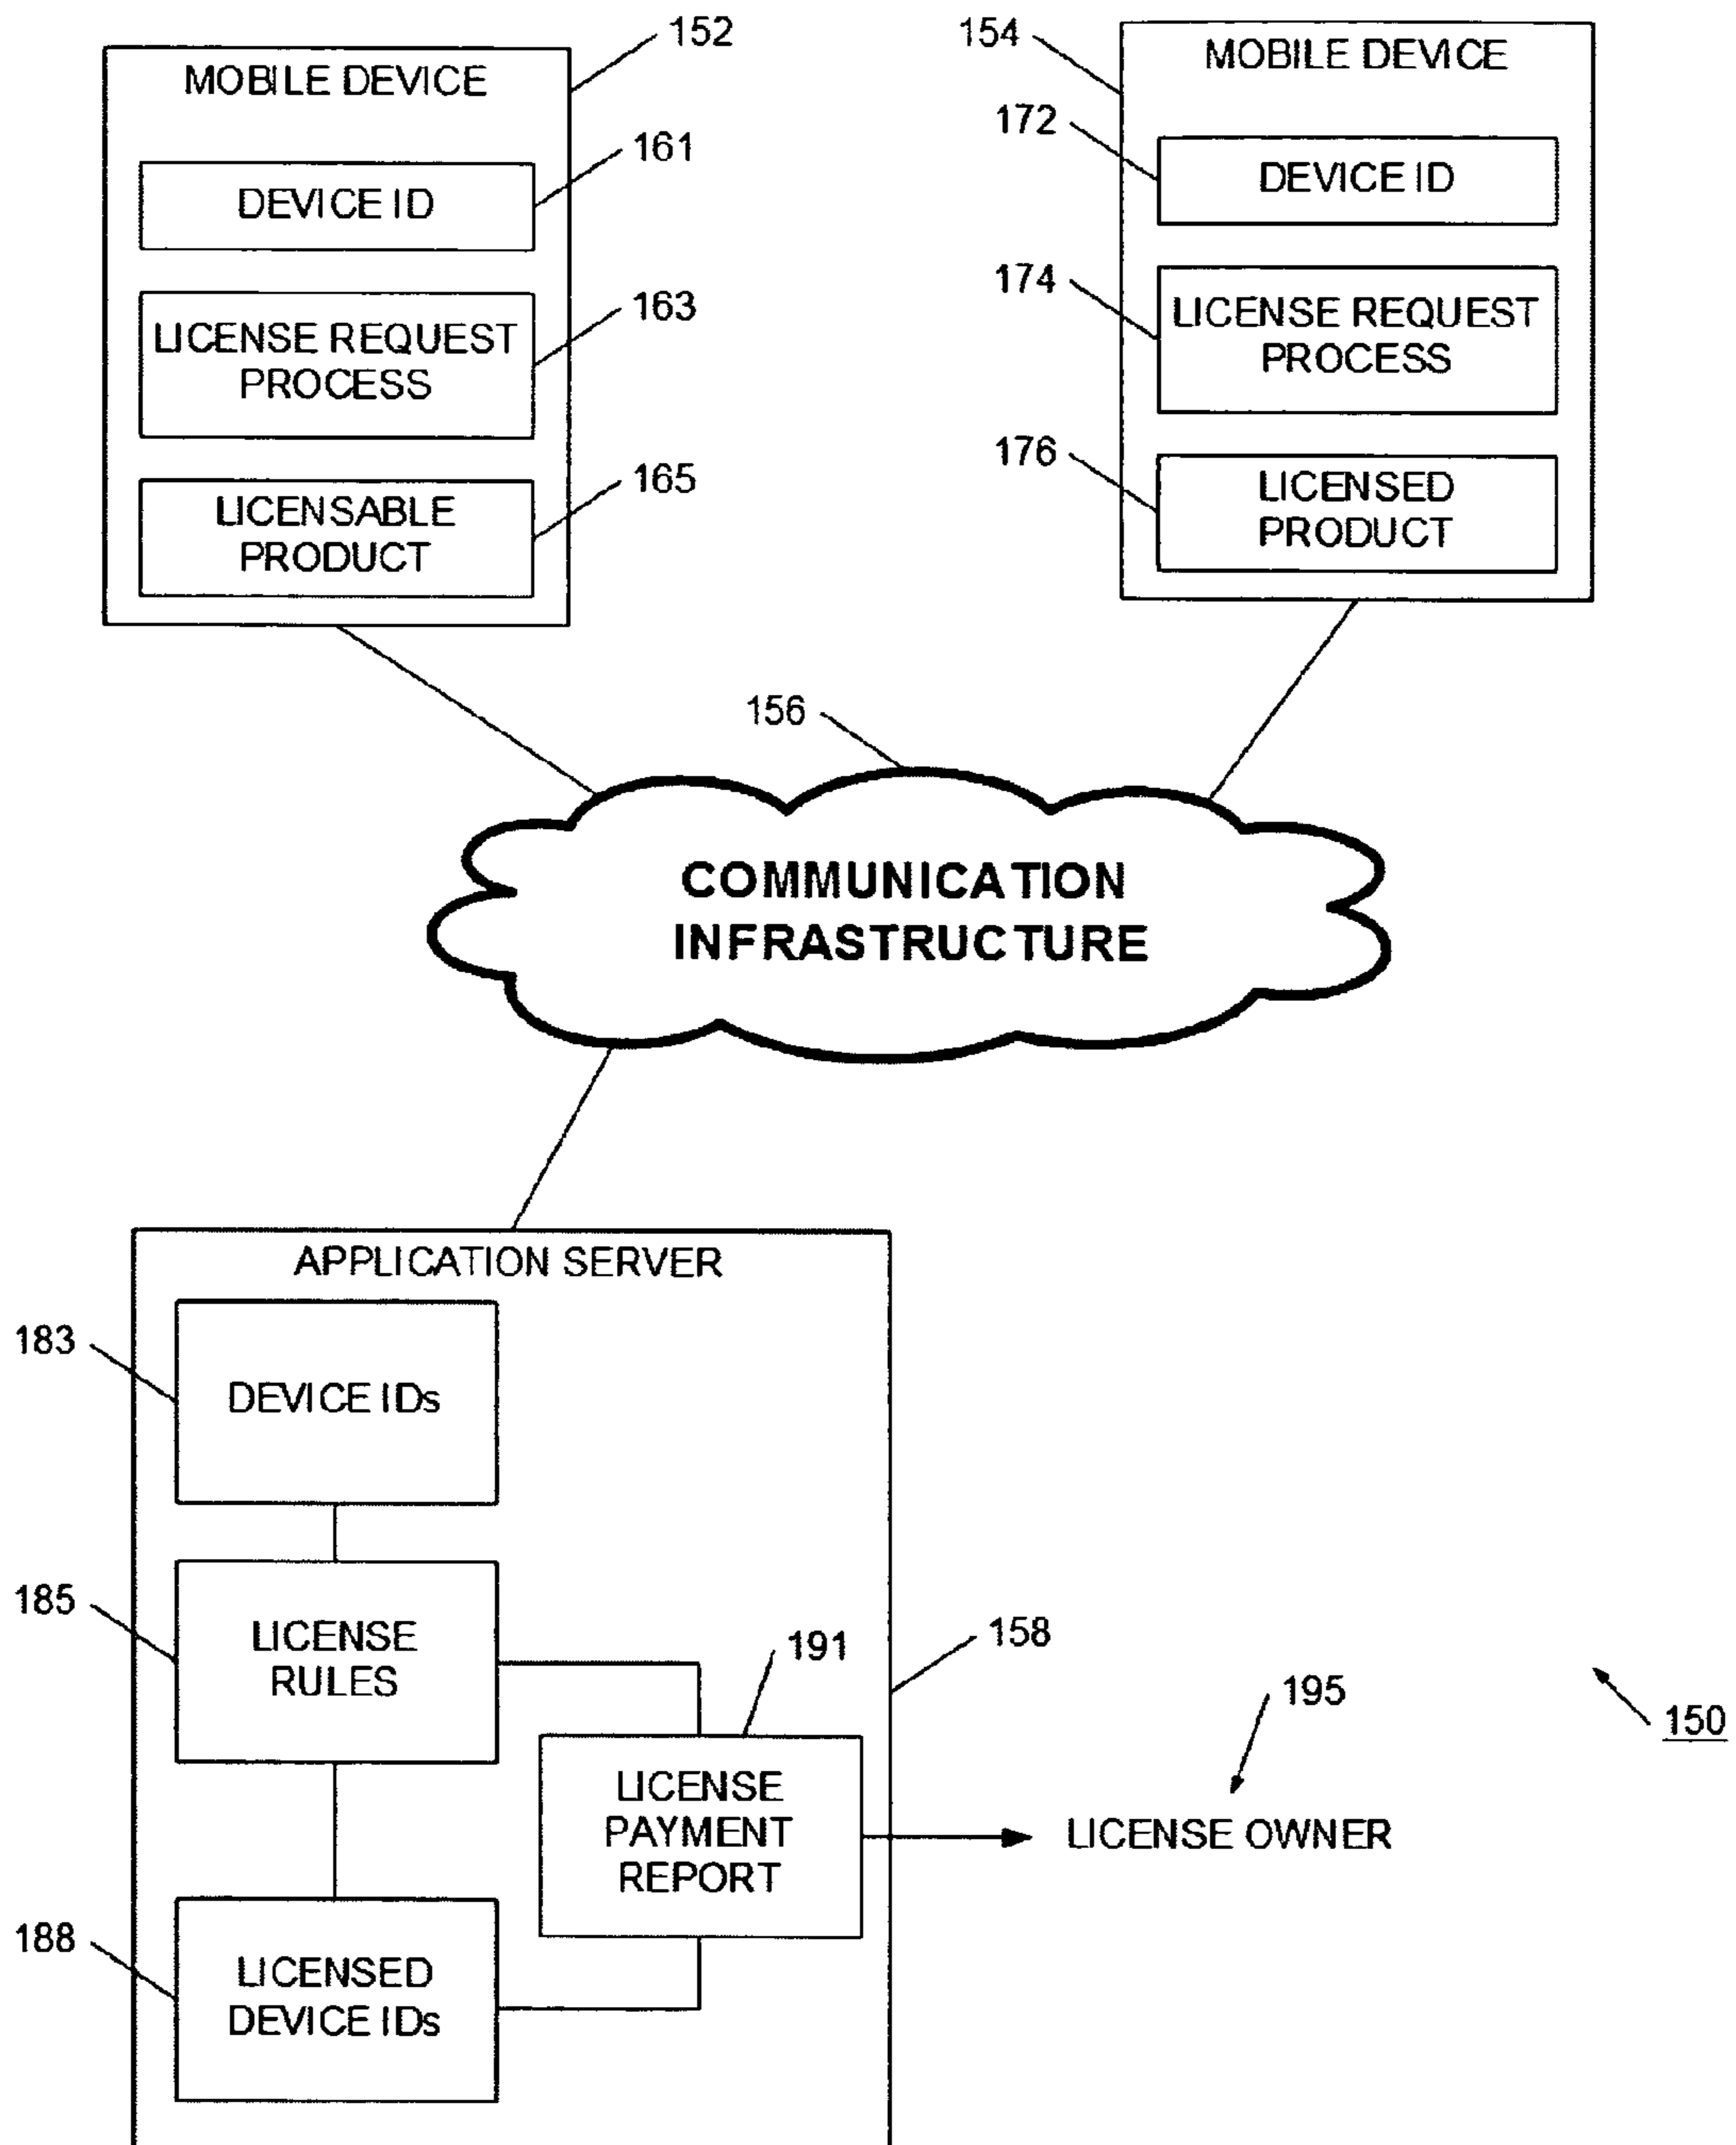 152
MOBILE DEVICE
161
DEVICE ID
163
LICENSE REQUEST
PROCESS
165
LICENSABLE
PRODUCT
154
MOBILE DEVICE
172
DEVICE ID
174
LICENSE REQUEST
PROCESS
176
LICENSED
PRODUCT
156
COMMUNICATION
INFRASTRUCTURE
APPLICATION SERVER
183
DEVICE IDs
185
LICENSE
RULES
191
158
LICENSE
PAYMENT
REPORT
195
LICENSE OWNER
150
188
LICENSED
DEVICE IDs